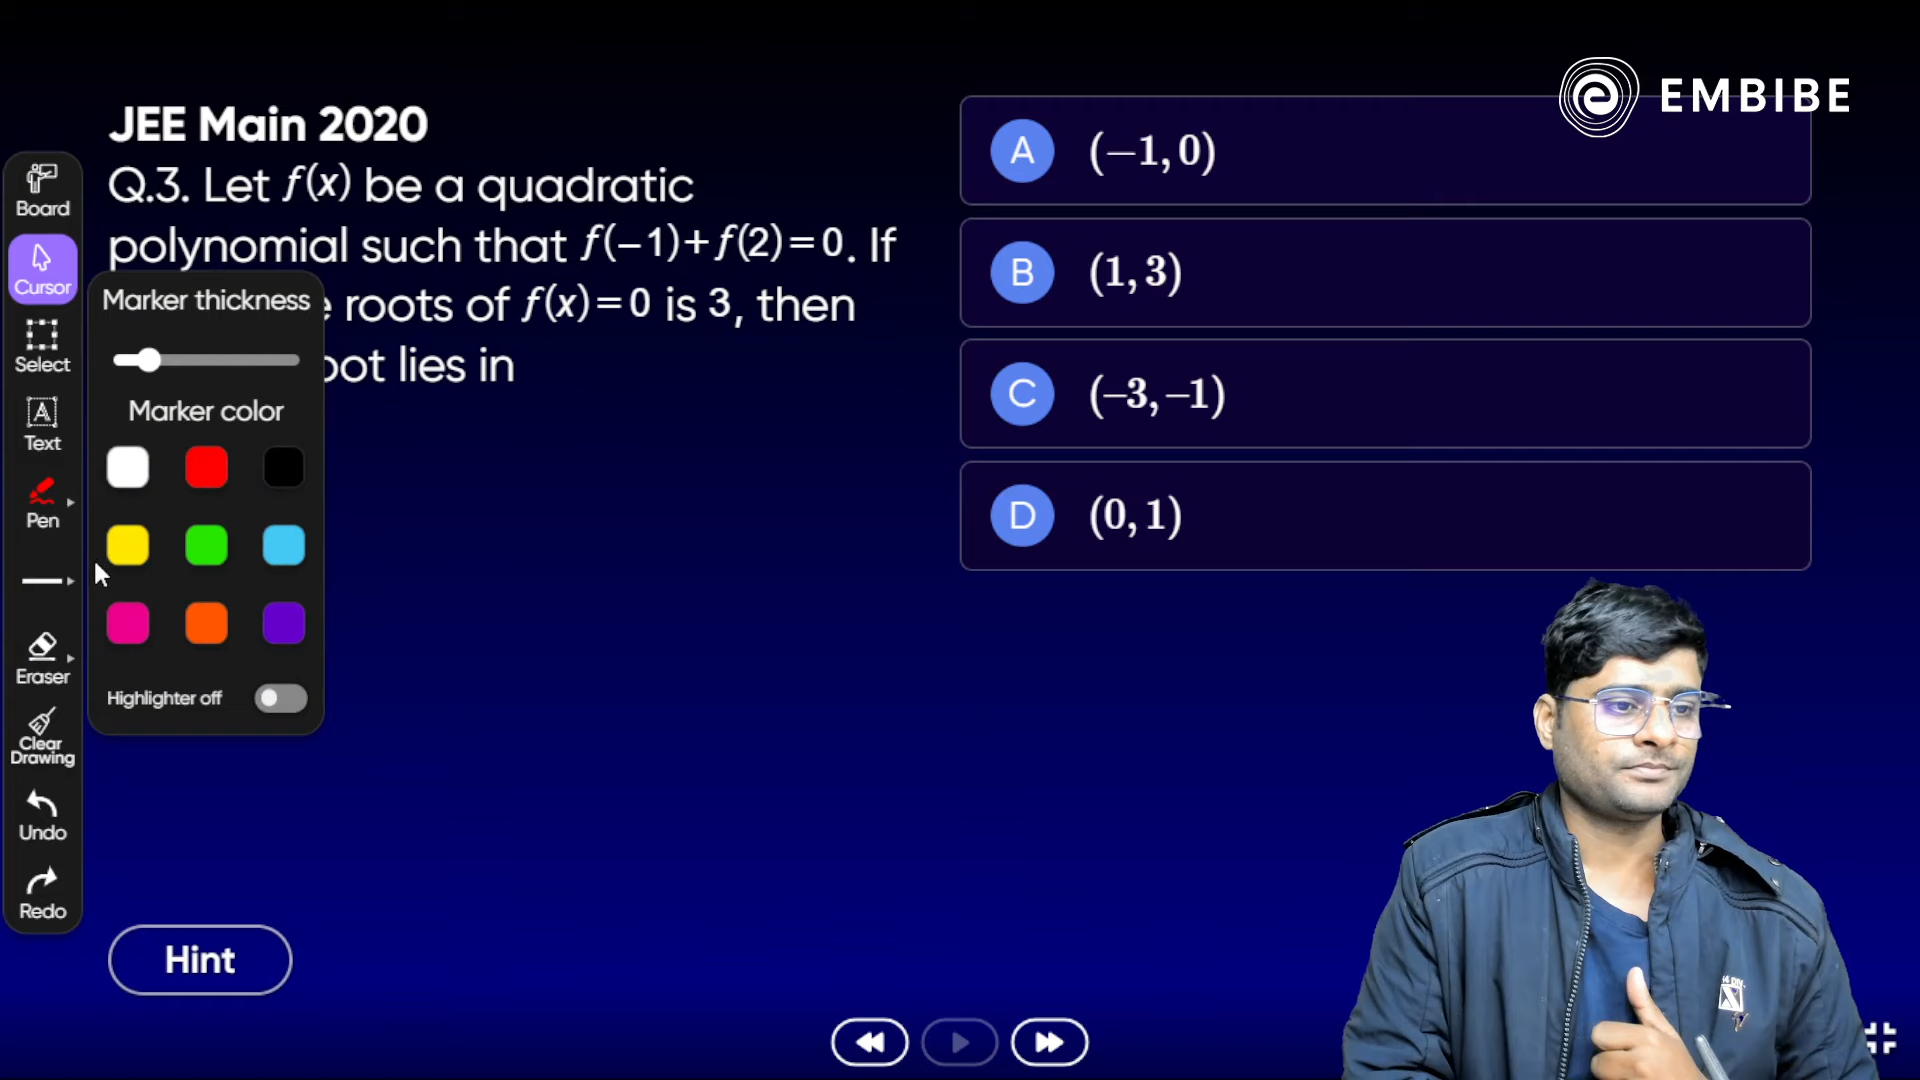 EMBIBE
JEE Main 2020
Q.3. Let f(x) be a quadratic
polynomial such that f(−1)+f(2)=0. If
roots of f(x)=0 is 3, then
lies in
A (−1, 0)
B (1, 3)
C (−3, −1)
D (0, 1)
Board
Cursor
Select
Text
Pen
Eraser
Clear
Drawing
Undo
Redo
Marker thickness
Marker color
Highlighter off
Hint